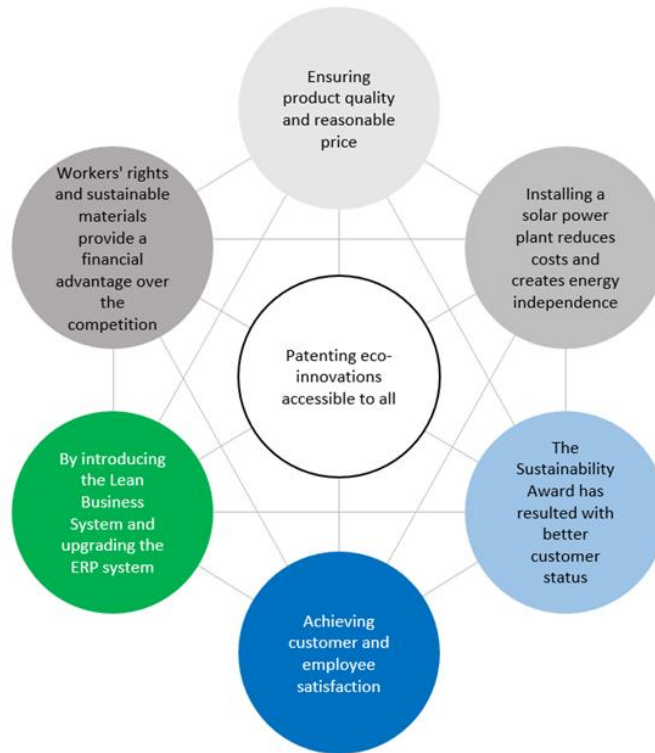 Ensuring
product quality
and reasonable
price
Workers' rights
and sustainable
materials
provide a
financial
advantage over
the
competition
Installing a
solar power
plant reduces
costs and
creates energy
independence
Patenting eco-
innovations
accessible to all
By introducing
the Lean
Business
System and
upgrading the
ERP system
The
Sustainability
Award has
resulted with
better
customer
status
Achieving
customer and
employee
satisfaction